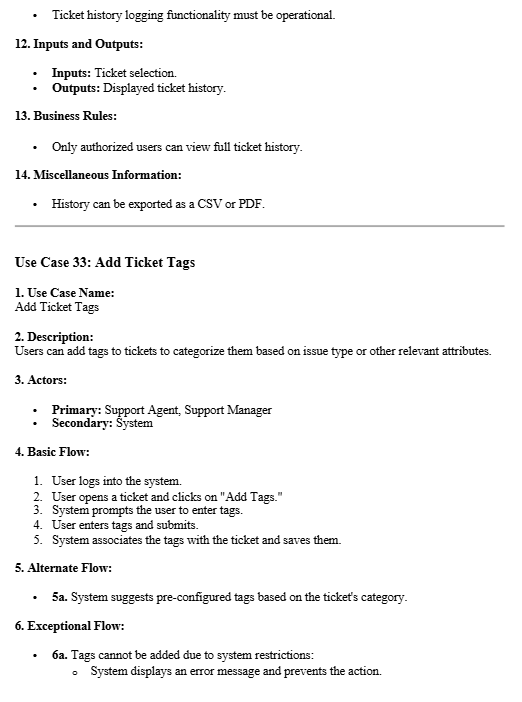 • Ticket history logging functionality must be operational.
12. Inputs and Outputs:
• Inputs: Ticket selection.
• Outputs: Displayed ticket history.
13. Business Rules:
• Only authorized users can view full ticket history.
14. Miscellaneous Information:
• History can be exported as a CSV or PDF.
Use Case 33: Add Ticket Tags
1. Use Case Name:
Add Ticket Tags
2. Description:
Users can add tags to tickets to categorize them based on issue type or other relevant attributes.
3. Actors:
• Primary: Support Agent, Support Manager
• Secondary: System
4. Basic Flow:
1. User logs into the system.
2. User opens a ticket and clicks on "Add Tags."
3. System prompts the user to enter tags.
4. User enters tags and submits.
5. System associates the tags with the ticket and saves them.
5. Alternate Flow:
• 5a. System suggests pre-configured tags based on the ticket's category.
6. Exceptional Flow:
• 6a. Tags cannot be added due to system restrictions:
o System displays an error message and prevents the action.